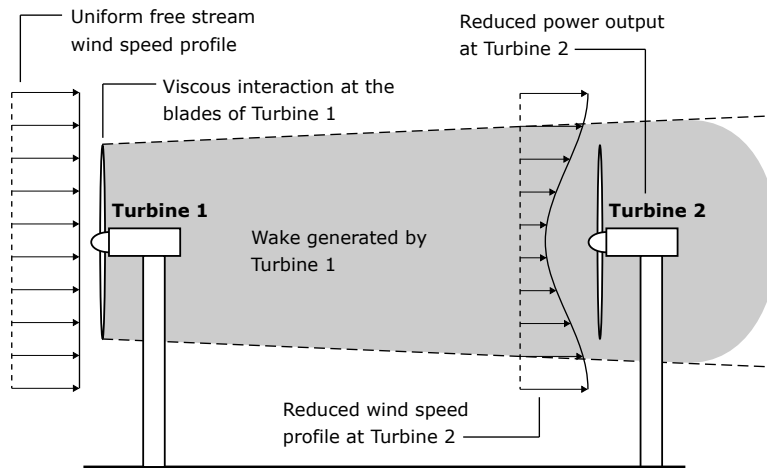 Uniform free stream
wind speed profile
Reduced power output
at Turbine 2
Viscous interaction at the
blades of Turbine 1
Turbine 1
Turbine 2
Wake generated by
Turbine 1
Reduced wind speed
profile at Turbine 2